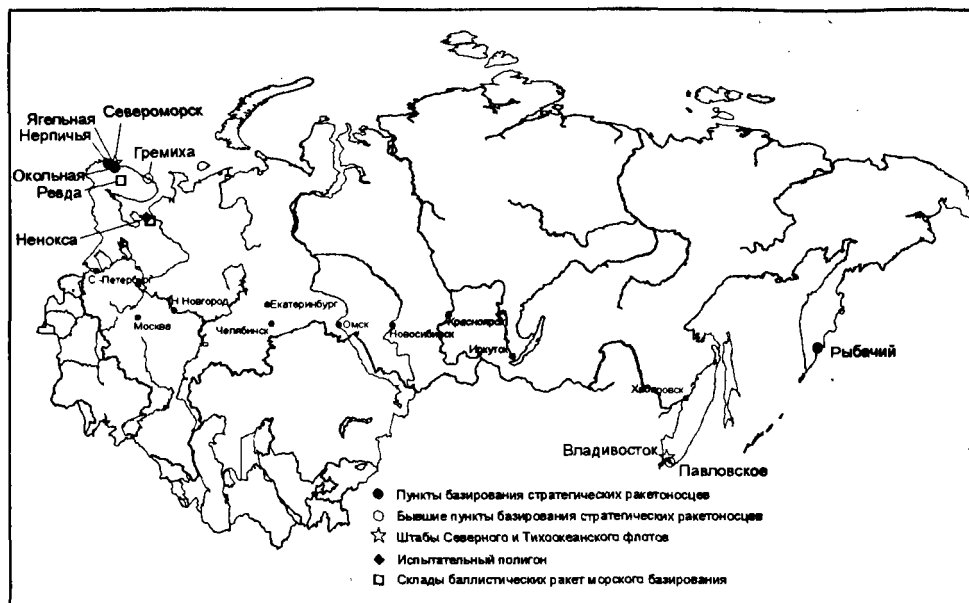 Ягельная
Североморск
Нерпичья
Гремиха
Окольная
Ревда
Ненокса
С.-Петербург
Н Новгород
Екатеринбург
Москва
Челябинск
Омск
Новосибирск
Красноярск
Иркутск
Хабаровск
Рыбачий
Владивосток
Павловское
Пункты базирования стратегических ракетоносцев
Бывшие пункты базирования стратегических ракетоносцев
Штабы Северного и Тихоокеанского флотов
Испытательный полигон
Склады баллистических ракет морского базирования